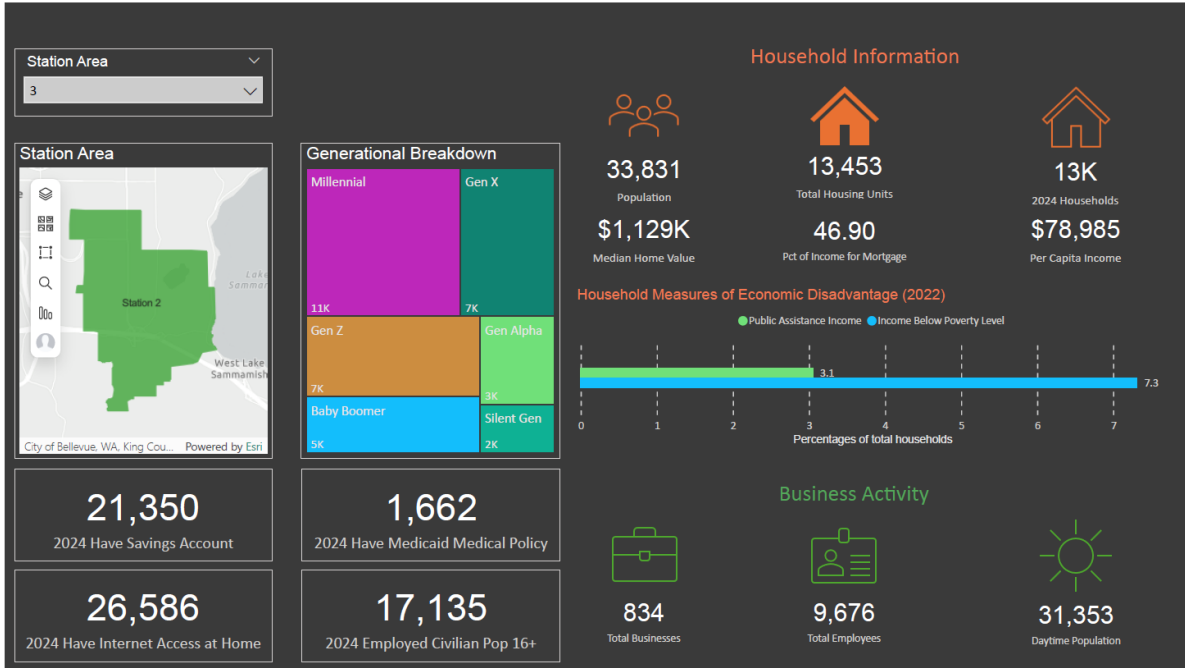 Station Area
3
Station Area
Station 2
Lake
Sammar
West Lake
Sammamish
City of Bellevue, WA, King Cou... Powered by Esri
Generational Breakdown
Millennial
11K
Gen X
7K
Gen Z
7K
Gen Alpha
3K
Baby Boomer
5K
Silent Gen
2K
21,350
2024 Have Savings Account
1,662
2024 Have Medicaid Medical Policy
26,586
2024 Have Internet Access at Home
17,135
2024 Employed Civilian Pop 16+
Household Information
33,831
Population
13,453
Total Housing Units
13K
2024 Households
$1,129K
Median Home Value
46.90
Pct of Income for Mortgage
$78,985
Per Capita Income
Household Measures of Economic Disadvantage (2022)
Public Assistance Income Income Below Poverty Level
3.1
7.3
0 1 2 3 4 5 6 7
Percentages of total households
Business Activity
834
Total Businesses
9,676
Total Employees
31,353
Daytime Population